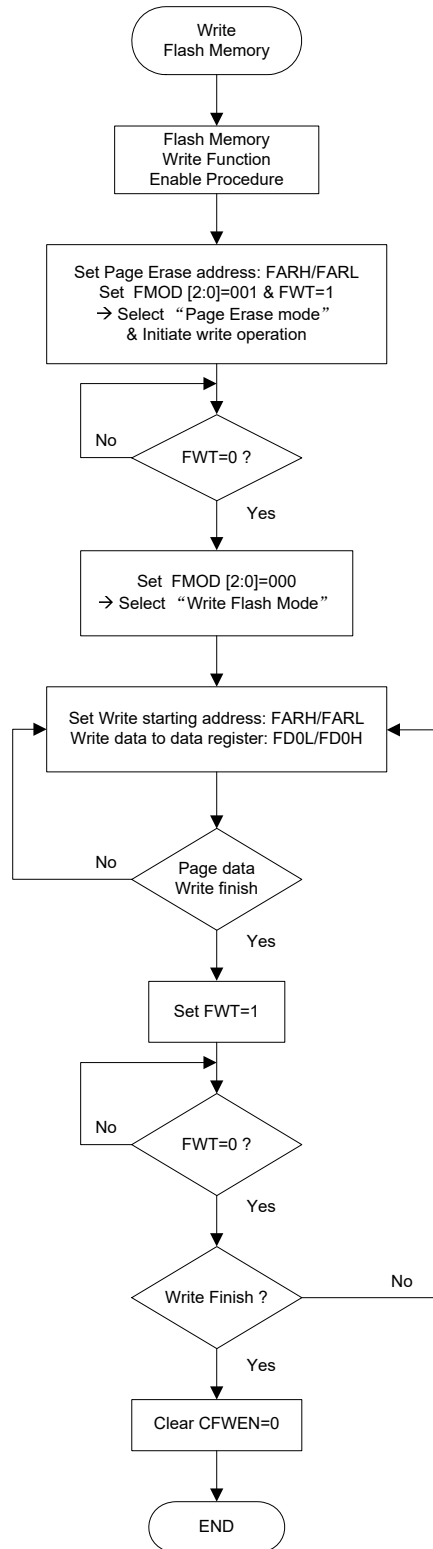 Write
Flash Memory
Flash Memory
Write Function
Enable Procedure
Set Page Erase address: FARH/FARL
Set FMOD [2:0]=001 & FWT=1
→ Select “Page Erase mode”
& Initiate write operation
No
FWT=0 ?
Yes
Set FMOD [2:0]=000
→ Select “Write Flash Mode”
Set Write starting address: FARH/FARL
Write data to data register: FD0L/FD0H
No
Page data
Write finish
Yes
Set FWT=1
No
FWT=0 ?
Yes
Write Finish ?
No
Yes
Clear CFWEN=0
END